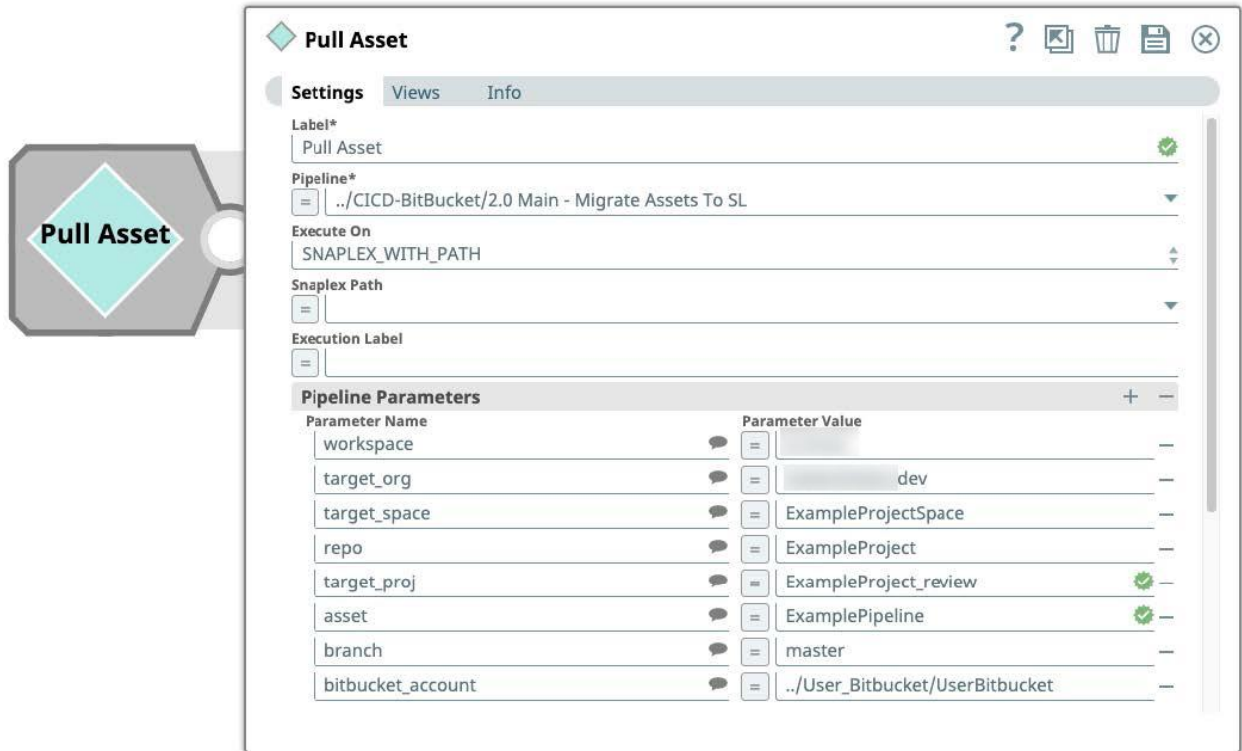 Pull Asset
?
Settings Views Info
Label*
Pull Asset
Pipeline*
= ../CICD-BitBucket/2.0 Main - Migrate Assets To SL
Pull Asset
Execute On
SNAPLEX_WITH_PATH
Snaplex Path
=
Execution Label
=
Pipeline Parameters + −
Parameter Name Parameter Value
workspace = −
target_org = dev −
target_space = ExampleProjectSpace −
repo = ExampleProject −
target_proj = ExampleProject_review −
asset = ExamplePipeline −
branch = master −
bitbucket_account = ../User_Bitbucket/UserBitbucket −